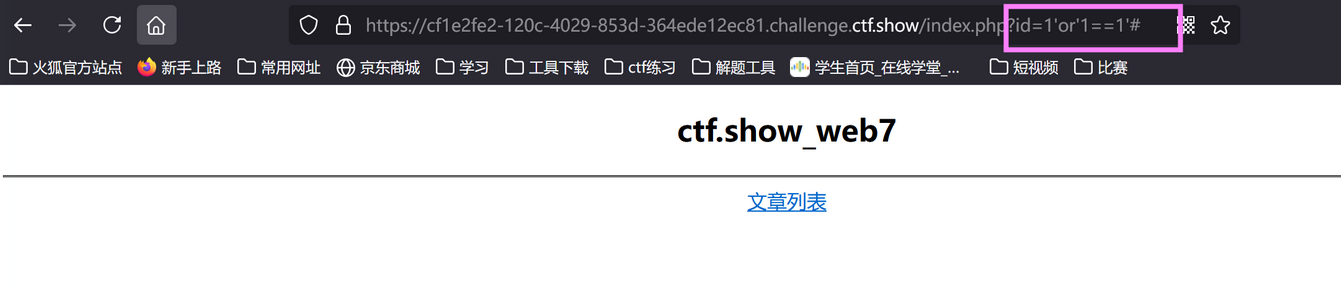 https://cf1e2fe2-120c-4029-853d-364ede12ec81.challenge.ctf.show/index.php?id=1'or'1==1'#
火狐官方站点 新手上路 常用网址 京东商城 学习 工具下载 ctf练习 解题工具 学生首页_在线学堂_... 短视频 比赛
ctf.show_web7
文章列表